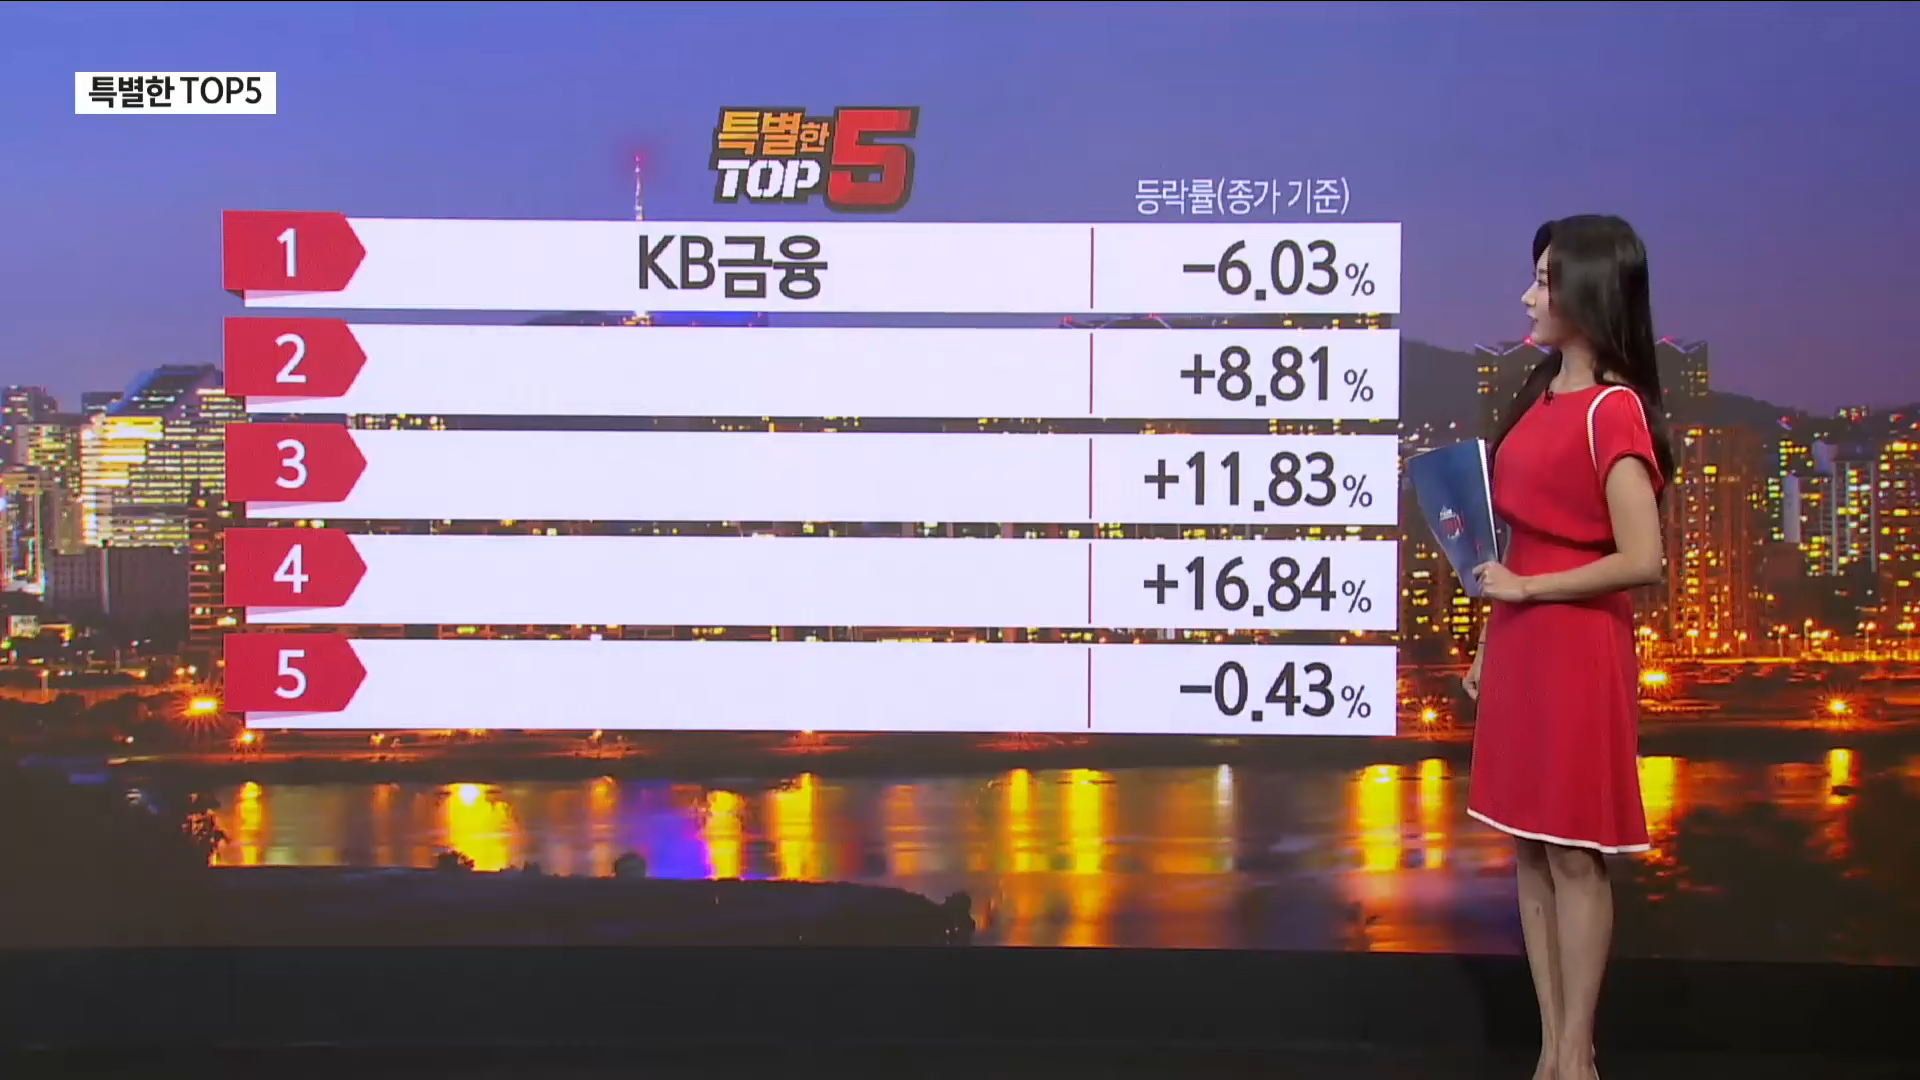 특별한 TOP5
특별한
TOP 5
등락률(종가 기준)
1 KB금융 -6.03%
2 +8.81%
3 +11.83%
4 +16.84%
5 -0.43%